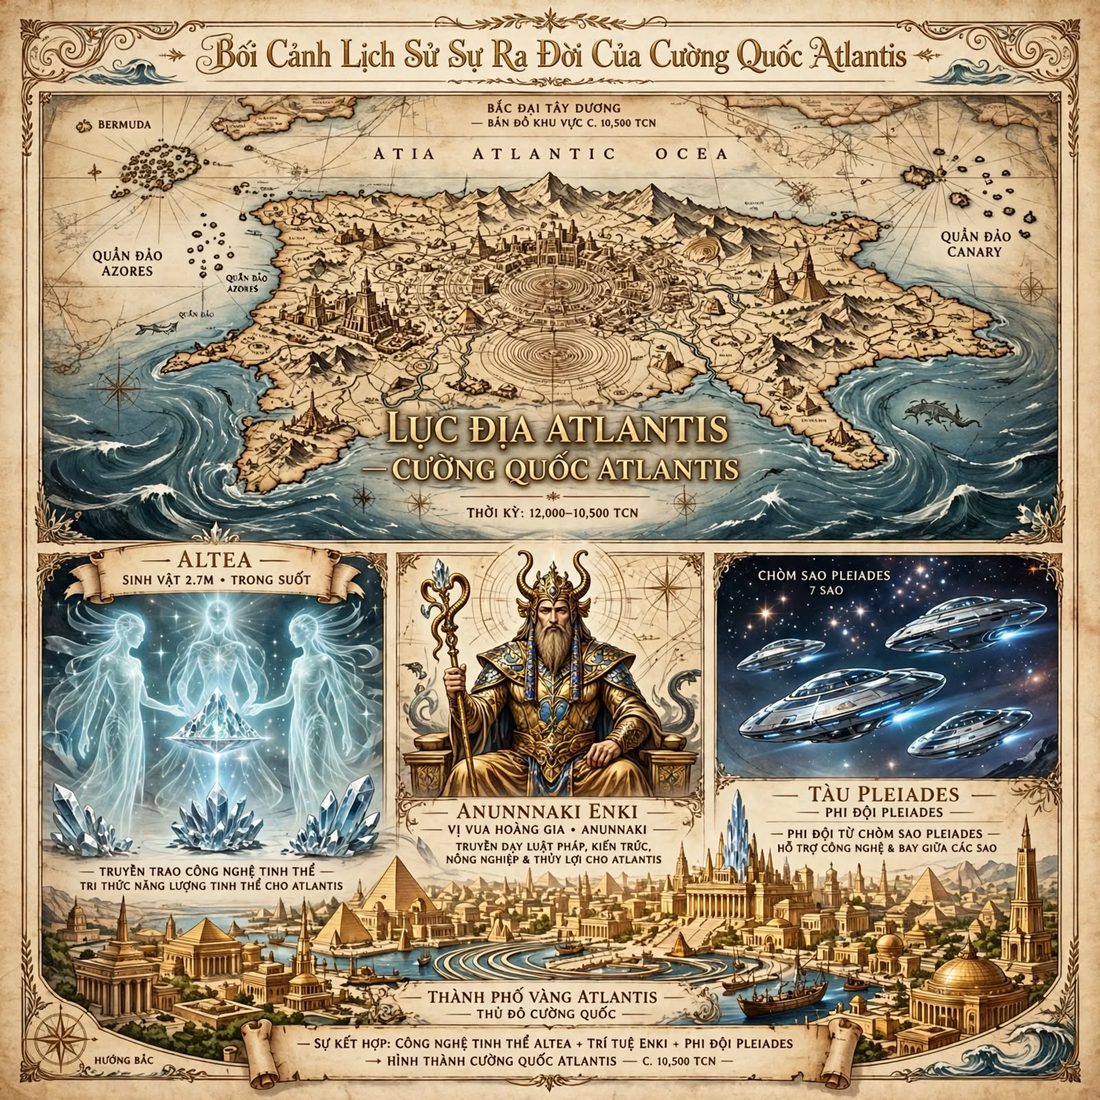 Bối Cảnh Lịch Sử Sự Ra Đời Của Cường Quốc Atlantis
BẮC ĐẠI TÂY DƯƠNG
— BẢN ĐỒ KHU VỰC C. 10,500 TCN
BERMUDA
ATIA ATLANTIC OCEA
QUẦN ĐẢO
AZORES
QUẦN ĐẢO
AZORES
QUẦN ĐẢO
QUẦN ĐẢO
CANARY
LỤC ĐỊA ATLANTIS
— CƯỜNG QUỐC ATLANTIS
THỜI KỲ: 12,000–10,500 TCN
— ALTEA —
SINH VẬT 2.7M • TRONG SUỐT
— TRUYỀN TRAO CÔNG NGHỆ TINH THỂ —
TRI THỨC NĂNG LƯỢNG TINH THỂ CHO ATLANTIS
— ANUNNNAKI ENKI —
VỊ VUA HOÀNG GIA • ANUNNAKI —
TRUYỀN DẠY LUẬT PHÁP, KIẾN TRÚC,
NÔNG NGHIỆP & THỦY LỢI CHO ATLANTIS
CHÒM SAO PLEIADES
7 SAO
— TÀU PLEIADES —
PHI ĐỘI PLEIADES
— PHI ĐỘI TỪ CHÒM SAO PLEIADES —
HỖ TRỢ CÔNG NGHỆ & BAY GIỮA CÁC SAO
— THÀNH PHỐ VÀNG ATLANTIS —
— THỦ ĐÔ CƯỜNG QUỐC —
— SỰ KẾT HỢP: CÔNG NGHỆ TINH THỂ ALTEA + TRÍ TUỆ ENKI + PHI ĐỘI PLEIADES
→ HÌNH THÀNH CƯỜNG QUỐC ATLANTIS — C. 10,500 TCN —
HƯỚNG BẮC